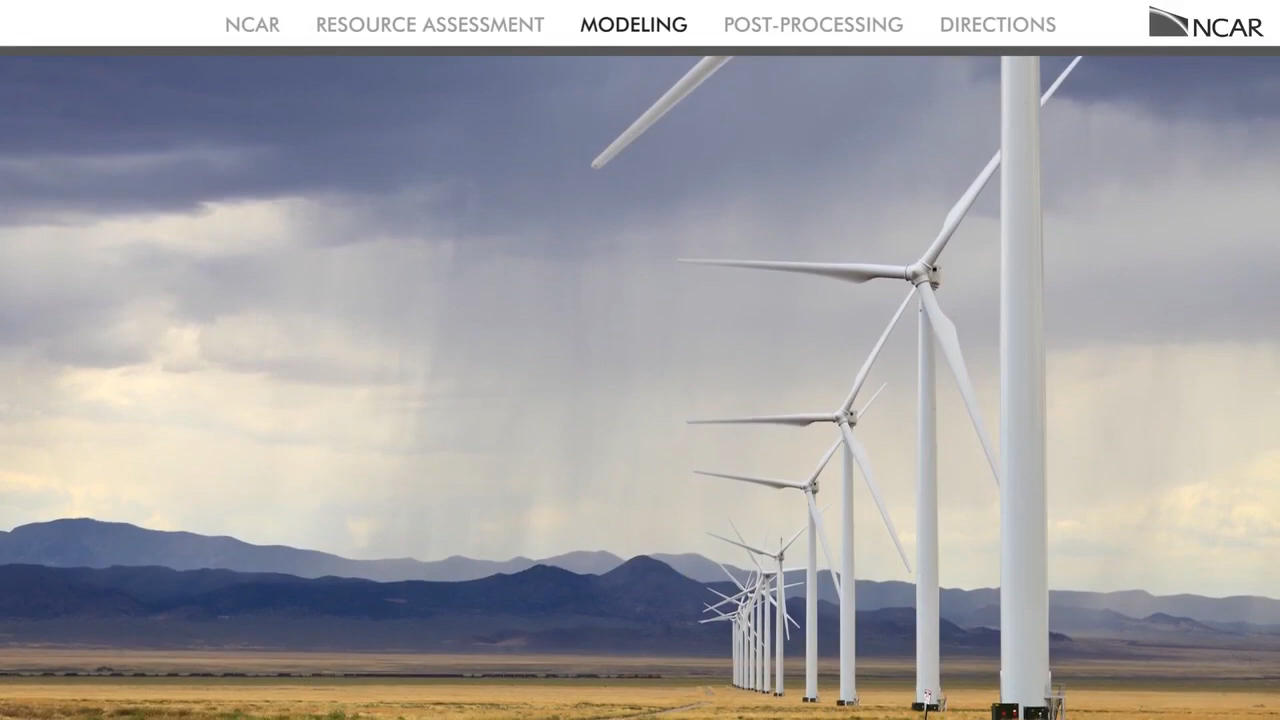 NCAR RESOURCE ASSESSMENT MODELING POST-PROCESSING DIRECTIONS NCAR